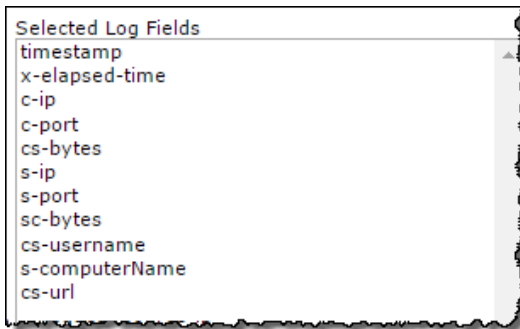 Selected Log Fields
timestamp
x-elapsed-time
c-ip
c-port
cs-bytes
s-ip
s-port
sc-bytes
cs-username
s-computerName
cs-url